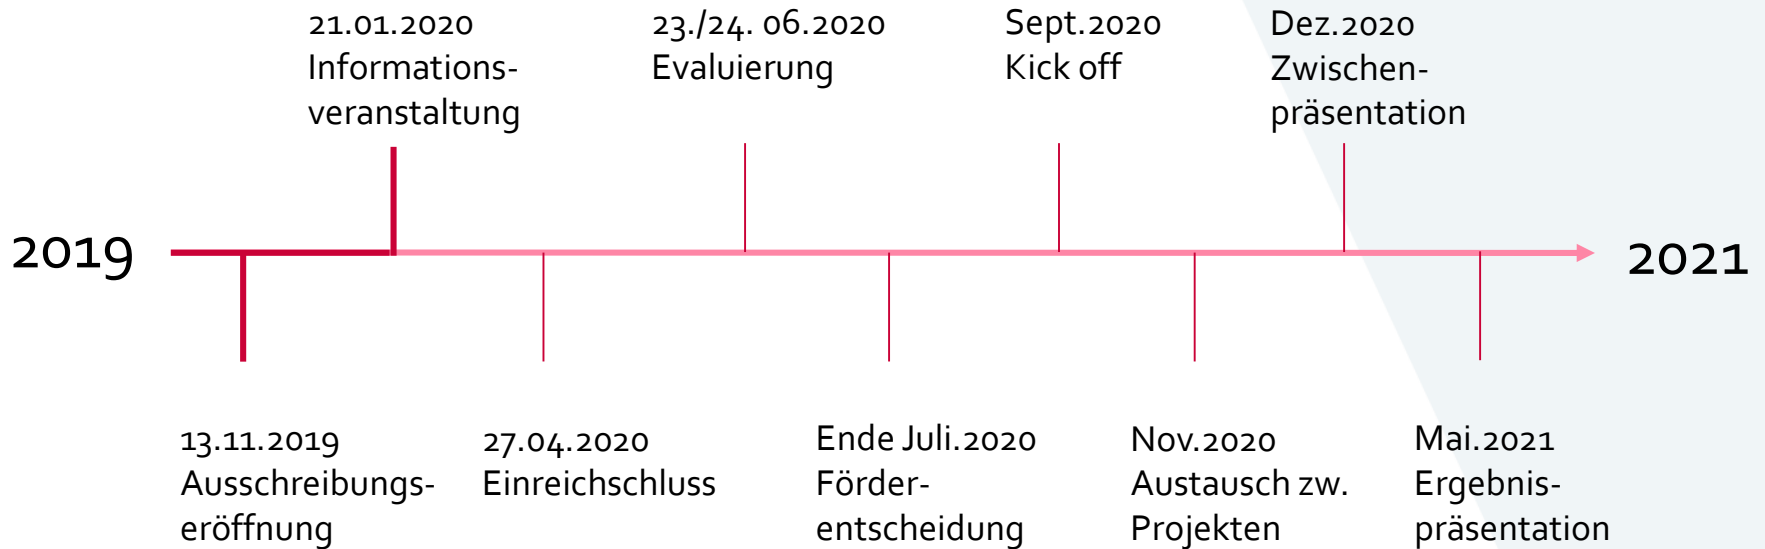 21.01.2020
Informations-
veranstaltung
23./24. 06.2020
Evaluierung
Sept.2020
Kick off
Dez.2020
Zwischen-
präsentation
2019
2021
13.11.2019
Ausschreibungs-
eröffnung
27.04.2020
Einreichschluss
Ende Juli.2020
Förder-
entscheidung
Nov.2020
Austausch zw.
Projekten
Mai.2021
Ergebnis-
präsentation